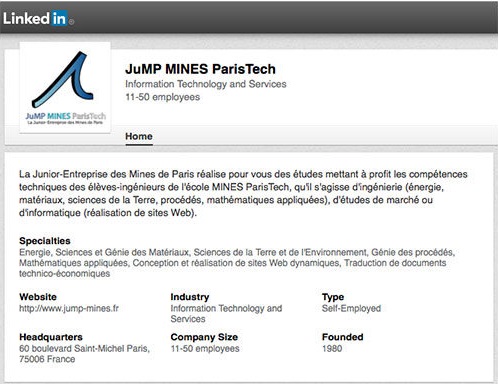 Linked in ®
JuMP MINES ParisTech
La Junior-Entreprise des Mines de Paris
JuMP MINES ParisTech
Information Technology and Services
11-50 employees
Home
La Junior-Entreprise des Mines de Paris réalise pour vous des études mettant à profit les compétences
techniques des élèves-ingénieurs de l'école MINES ParisTech, qu'il s'agisse d'ingénierie (énergie,
matériaux, sciences de la Terre, procédés, mathématiques appliquées), d'études de marché ou
d'informatique (réalisation de sites Web).
Specialties
Energie, Sciences et Génie des Matériaux, Sciences de la Terre et de l'Environnement, Génie des procédés,
Mathématiques appliquées, Conception et réalisation de sites Web dynamiques, Traduction de documents
technico-économiques
Website
http://www.jump-mines.fr
Industry
Information Technology and
Services
Type
Self-Employed
Headquarters
60 boulevard Saint-Michel Paris,
75006 France
Company Size
11-50 employees
Founded
1980